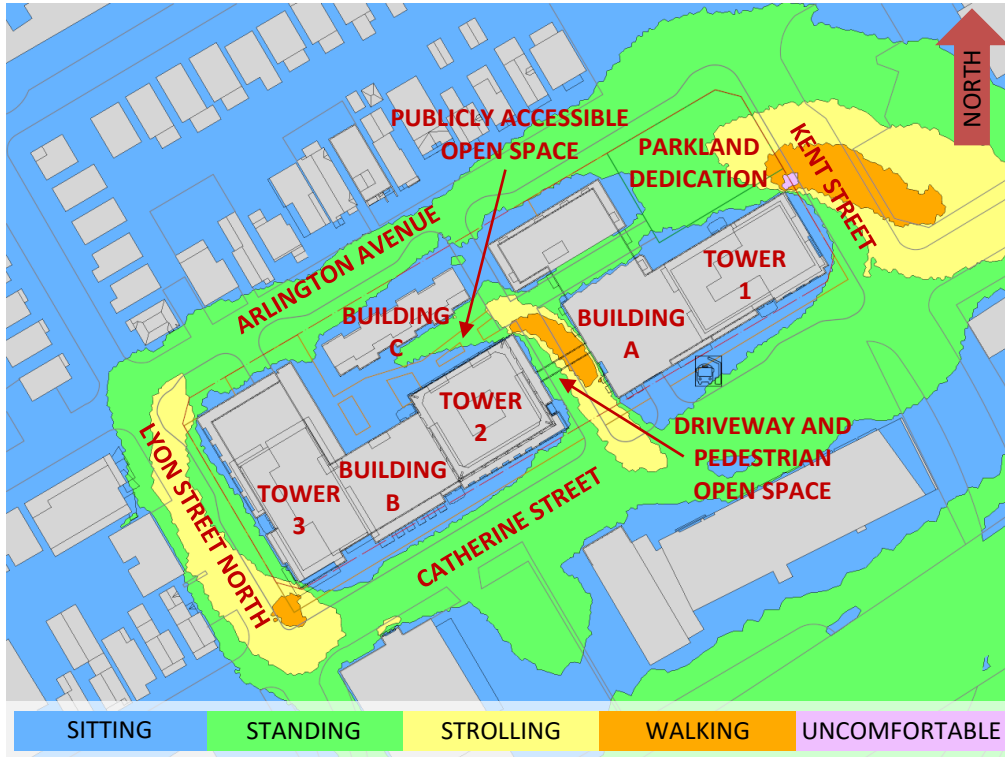 NORTH
PUBLICLY ACCESSIBLE
OPEN SPACE
PARKLAND
DEDICATION
KENT STREET
ARLINGTON AVENUE
TOWER
1
BUILDING
C
BUILDING
A
TOWER
2
DRIVEWAY AND
PEDESTRIAN
OPEN SPACE
LYON STREET NORTH
BUILDING
B
TOWER
3
CATHERINE STREET
SITTING
STANDING
STROLLING
WALKING
UNCOMFORTABLE